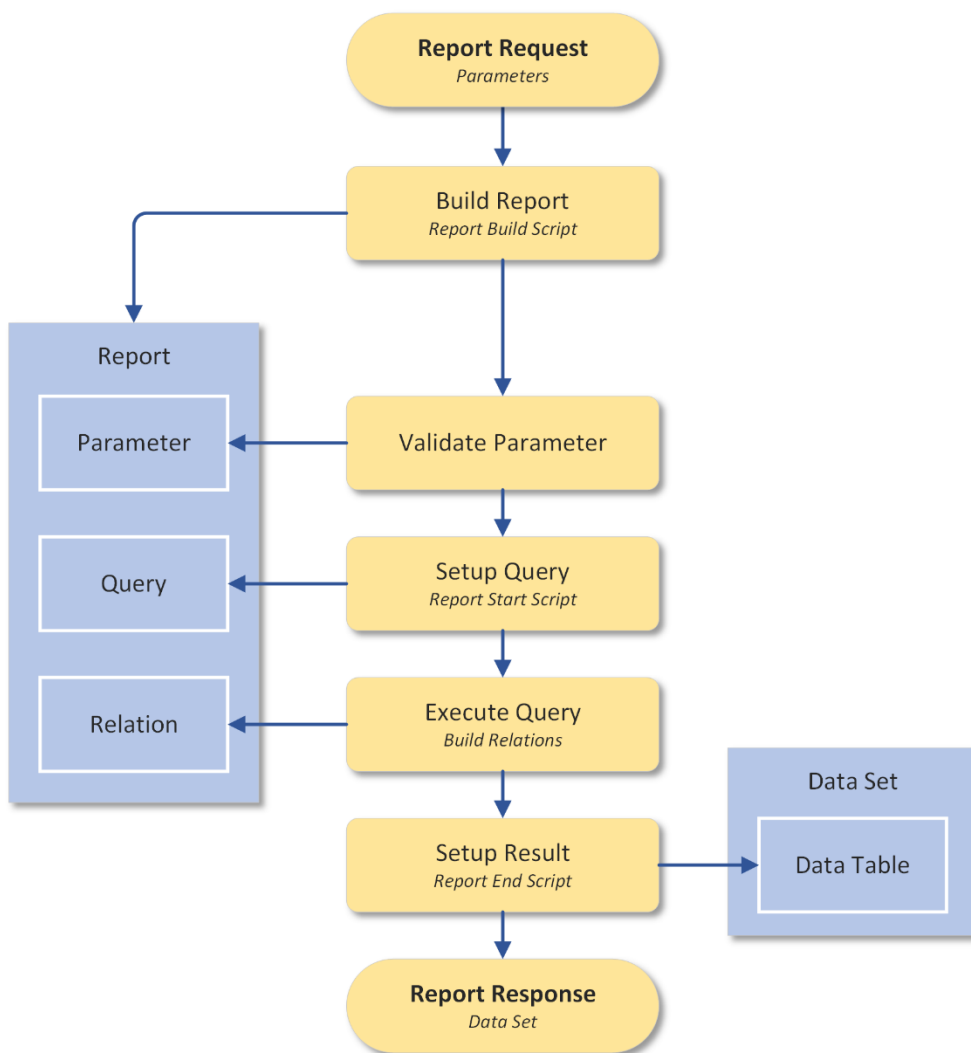 Report Request
Parameters
Build Report
Report Build Script
Report
Parameter
Validate Parameter
Query
Setup Query
Report Start Script
Relation
Execute Query
Build Relations
Data Set
Setup Result
Report End Script
Data Table
Report Response
Data Set